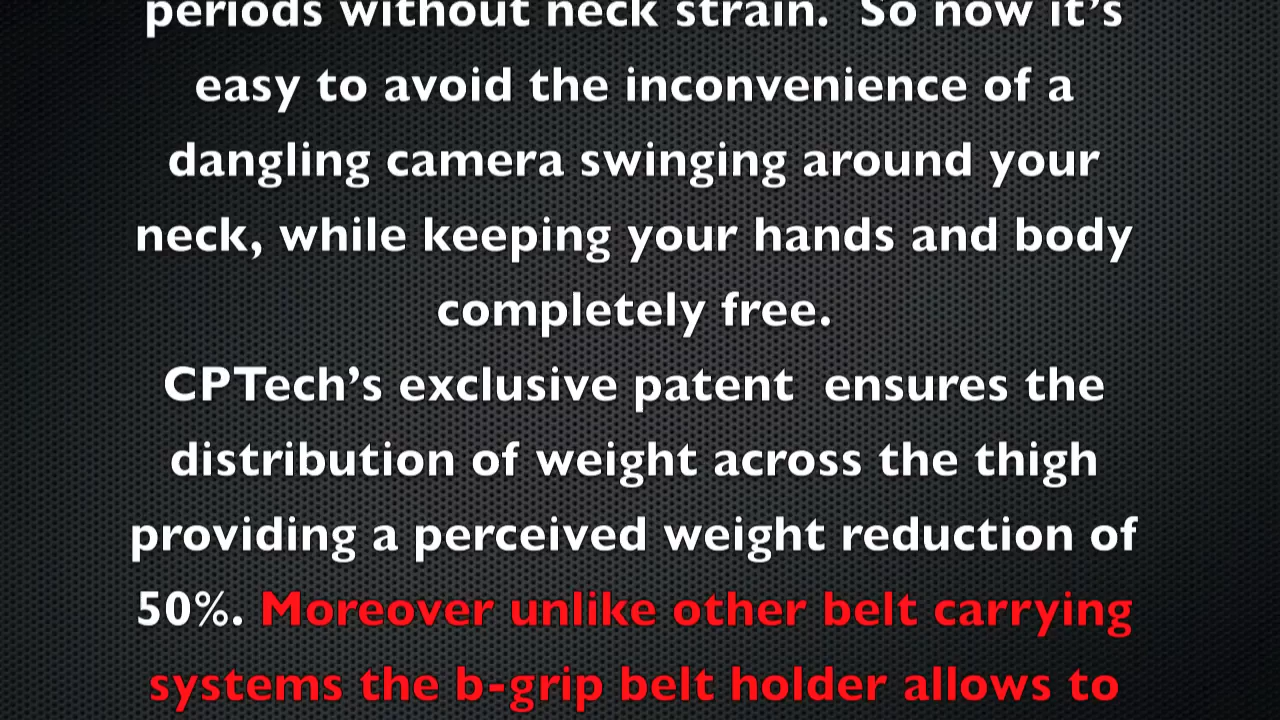 periods without neck strain.  So now it’s
easy to avoid the inconvenience of a
dangling camera swinging around your
neck, while keeping your hands and body
completely free.
CPTech’s exclusive patent  ensures the
distribution of weight across the thigh
providing a perceived weight reduction of
50%. Moreover unlike other belt carrying
systems the b-grip belt holder allows to